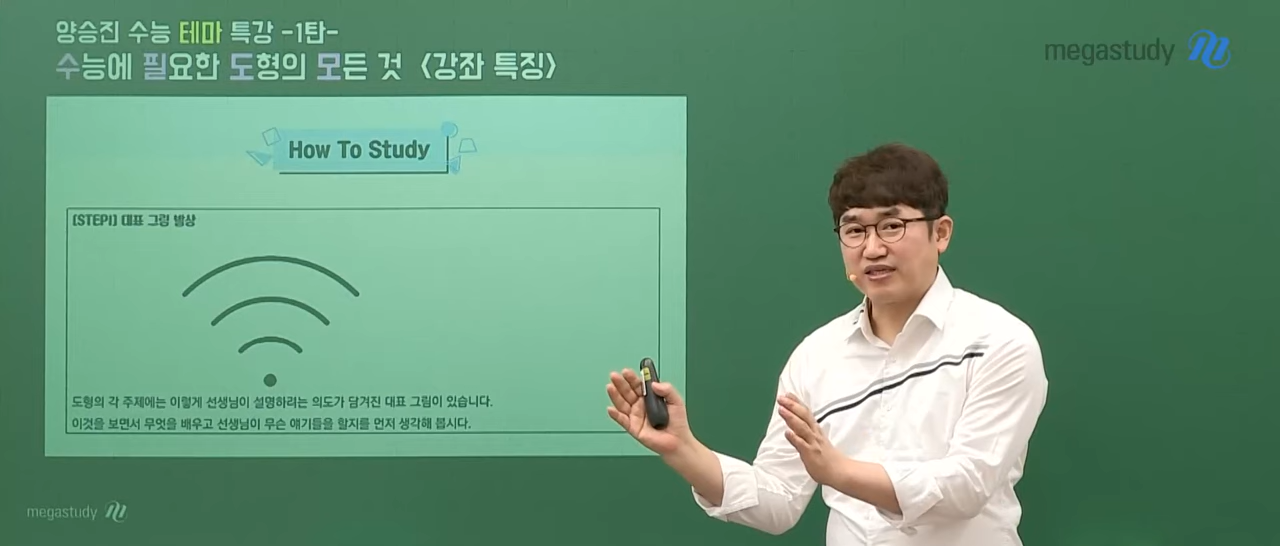 양승진 수능 테마 특강 -1탄-
수능에 필요한 도형의 모든 것 <강좌 특징>
megastudy
How To Study
[STEP1] 대표 그림 발상
도형의 각 주제에는 이렇게 선생님이 설명하려는 의도가 담겨진 대표 그림이 있습니다.
이것을 보면서 무엇을 배우고 선생님이 무슨 얘기들을 할지를 먼저 생각해 봅시다.
megastudy